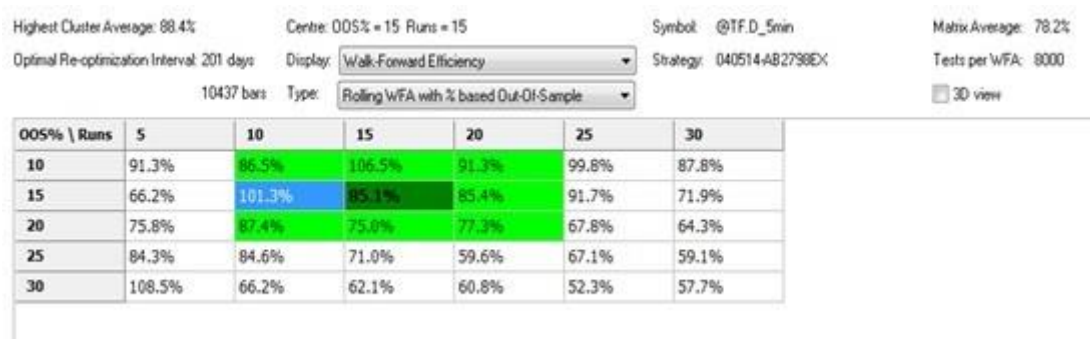 Highest Cluster Average: 88.4% Centre: OOS% = 15 Runs = 15 Symbol: @TF.D_5min Matrix Average: 78.2%
Optimal Re-optimization Interval: 201 days Display: Walk-Forward Efficiency Strategy: 040514-AB2798EX Tests per WFA: 8000
10437 bars Type: Rolling WFA with % based Out-Of-Sample 3D view
OOS% \ Runs 5 10 15 20 25 30
10 91.3% 86.5% 106.5% 91.3% 99.8% 87.8%
15 66.2% 101.3% 85.1% 85.4% 91.7% 71.9%
20 75.8% 87.4% 75.0% 77.3% 67.8% 64.3%
25 84.3% 84.6% 71.0% 59.6% 67.1% 59.1%
30 108.5% 66.2% 62.1% 60.8% 52.3% 57.7%